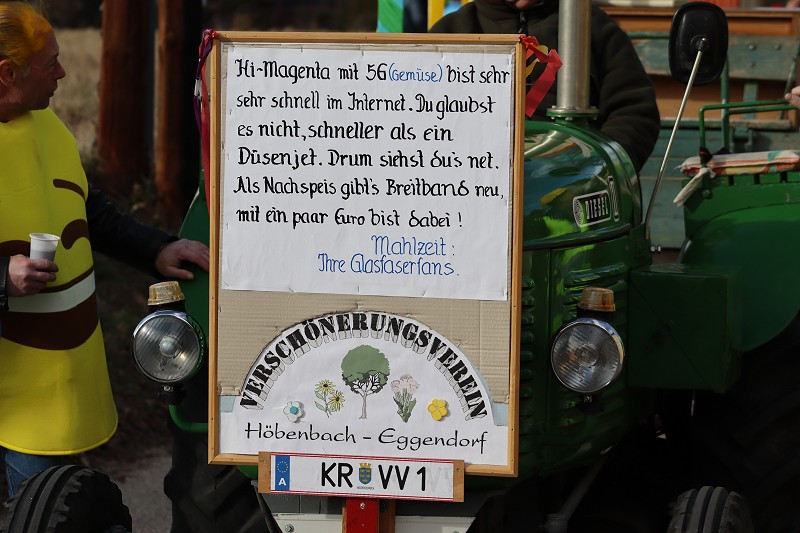 Hi-Magenta mit 5G (Gemüse) bist sehr
sehr schnell im Internet. Du glaubst
es nicht, schneller als ein
Düsenjet. Drum siehst du's net.
Als Nachspeis gibt's Breitband neu,
mit ein paar Euro bist dabei!
Mahlzeit:
Ihre Glasfaserfans.
VERSCHÖNERUNGSVEREIN
Höbenbach - Eggendorf
A KR VV 1
DIESEL